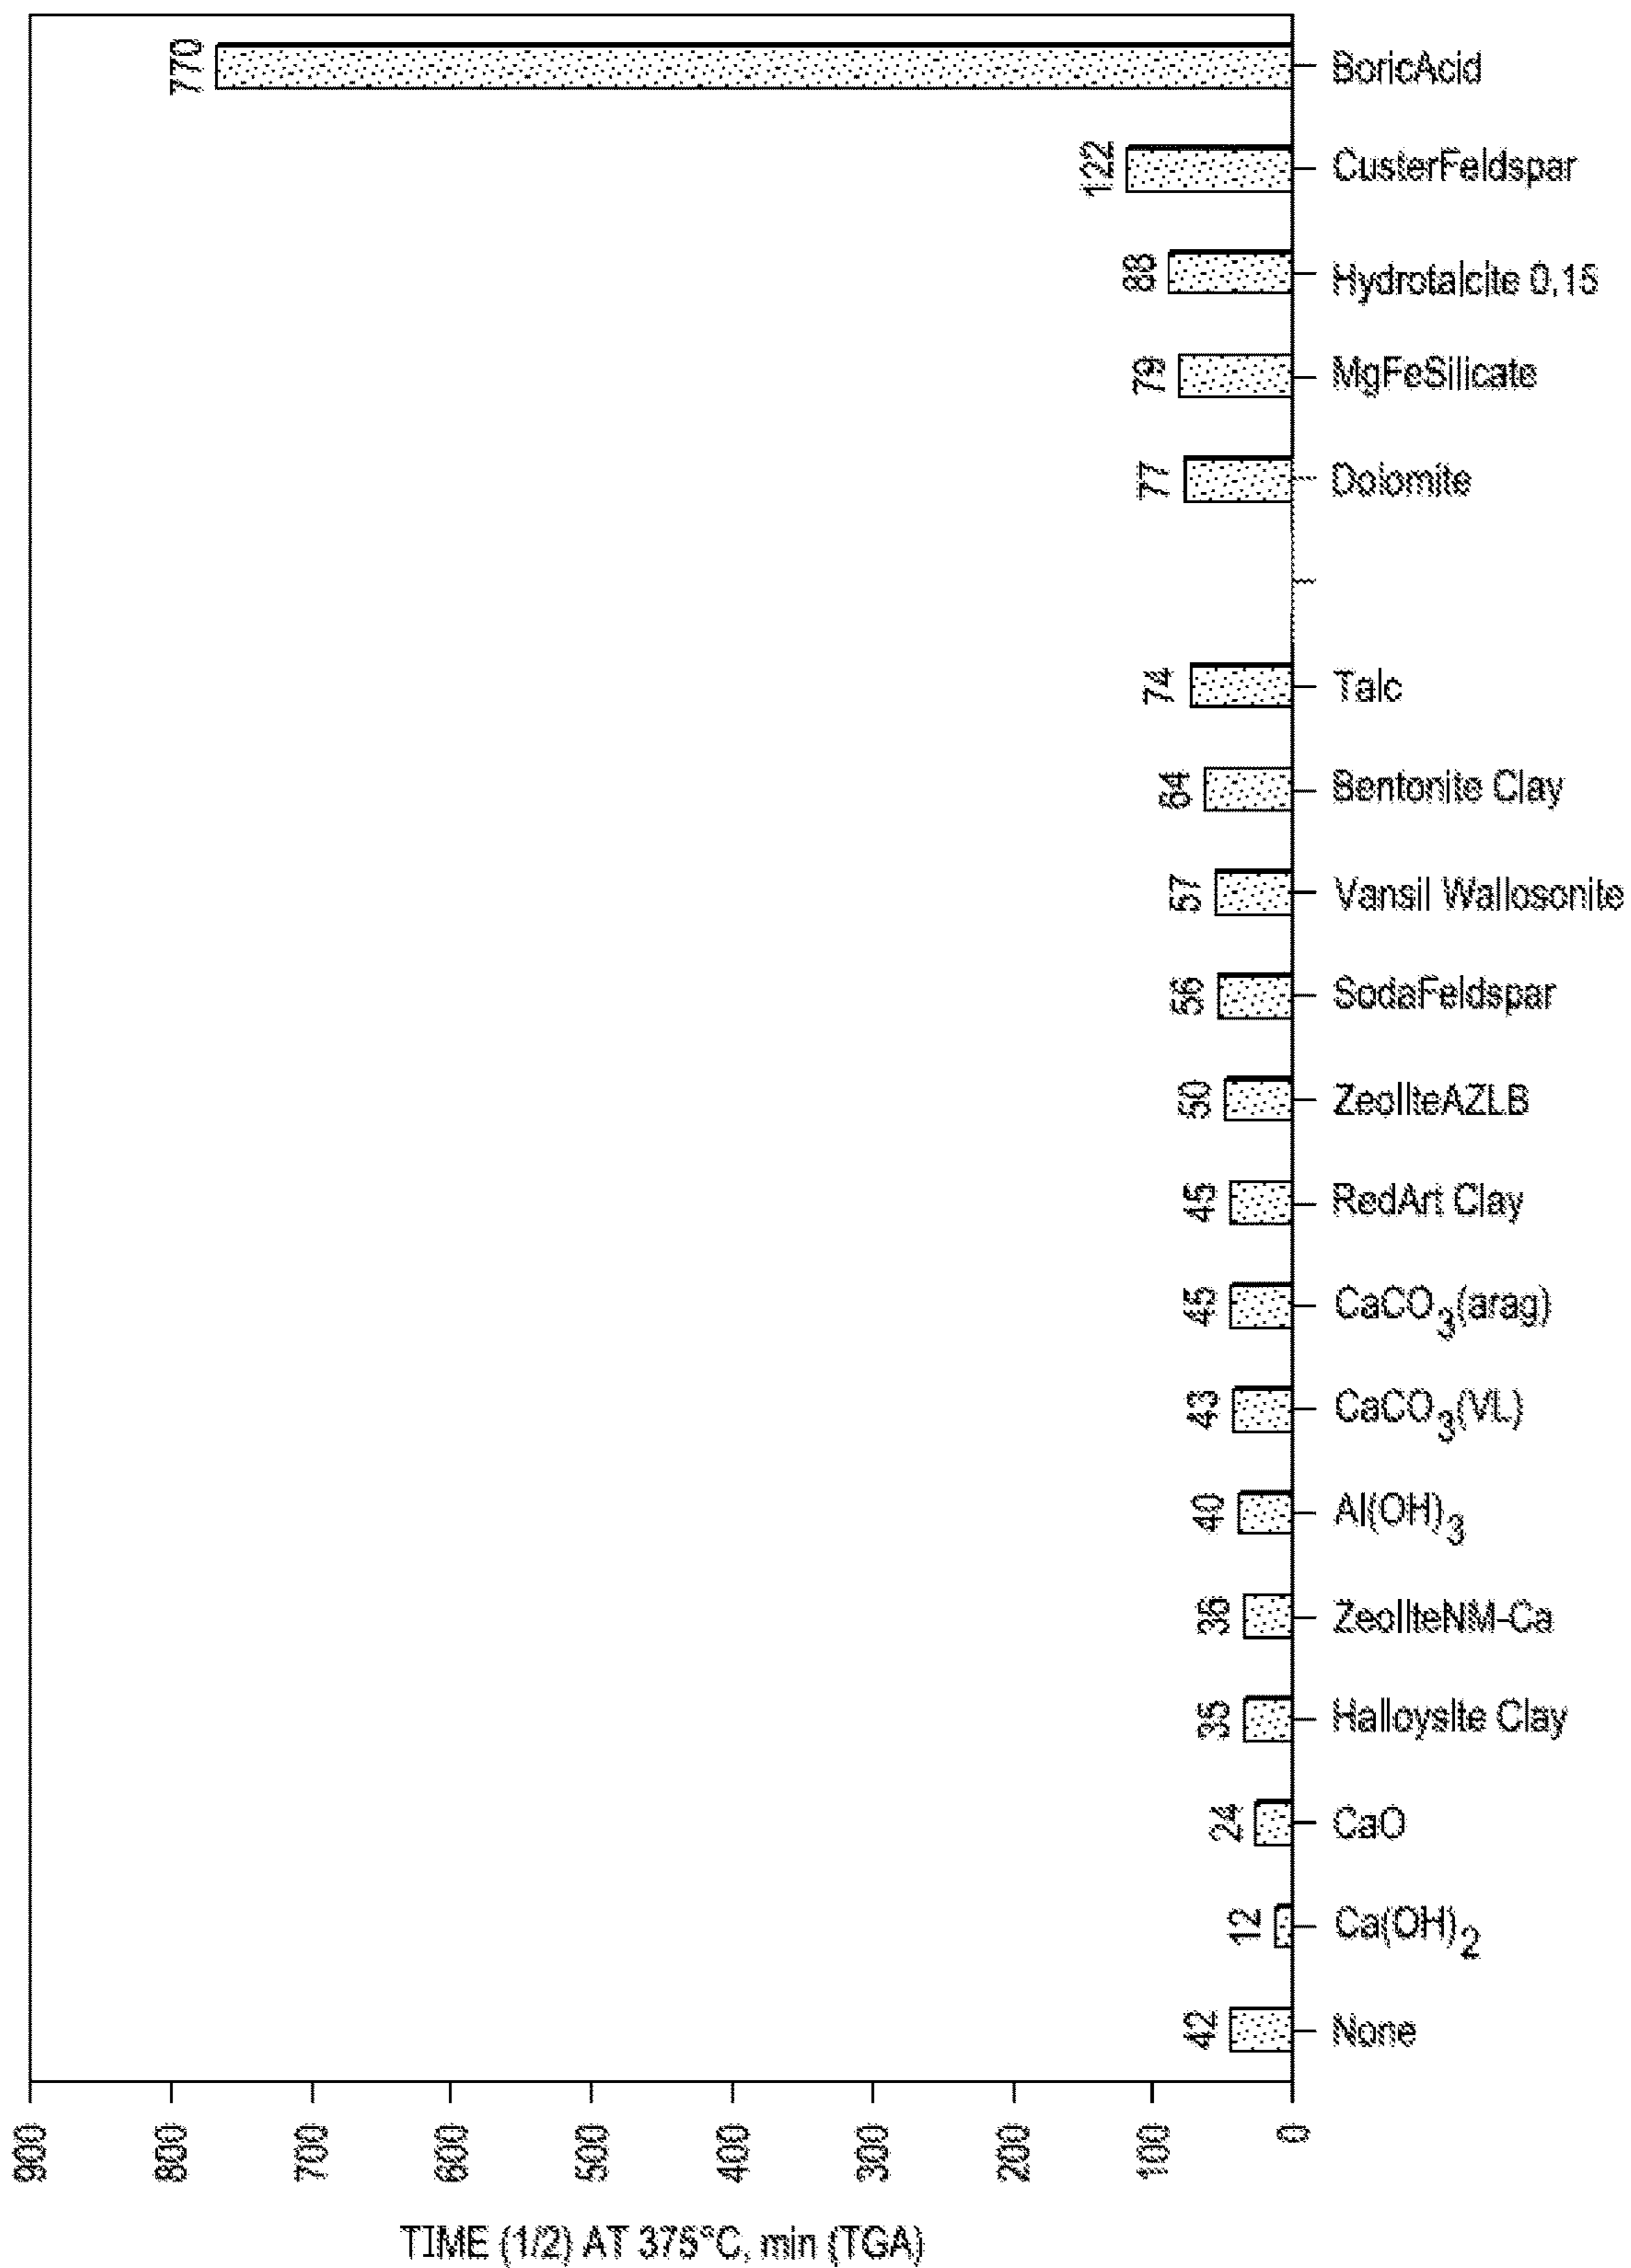 770
BoricAcid
122
CusterFeldspar
88
Hydrotalcite 0.15
79
MgFeSilicate
77
Dolomite
74
Talc
64
Bentonite Clay
57
Vansil Wallosonite
56
SodaFeldspar
50
ZeoliteAZLB
45
RedArt Clay
45
CaCO3(arag)
43
CaCO3(VL)
40
Al(OH)3
ZeoliteNM-Ca
35
Halloysite Clay
24
CaO
12
Ca(OH)2
42
None
900
800
700
600
500
400
300
200
100
0
TIME (1/2) AT 375°C, min (TGA)